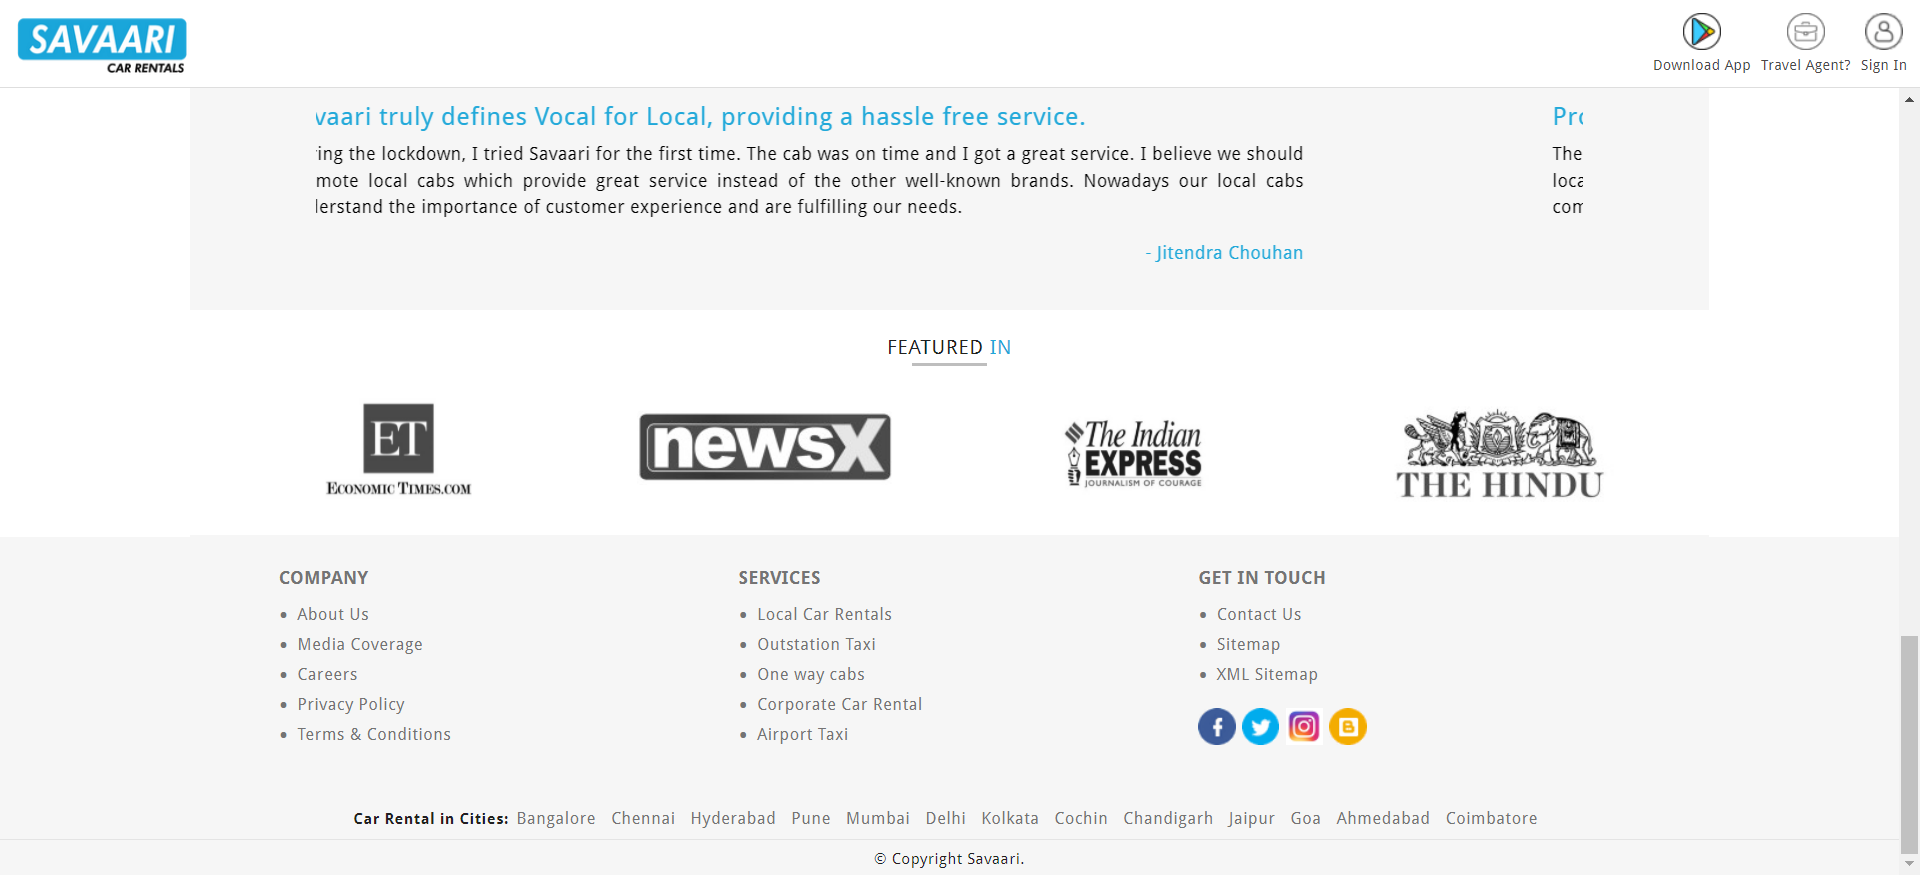 SAVAARI
CAR RENTALS
Download App
Travel Agent?
Sign In
truly defines Vocal for Local, providing a hassle free service.
the lockdown, I tried Savaari for the first time. The cab was on time and I got a great service. I believe we should
local cabs which provide great service instead of the other well-known brands. Nowadays our local cabs
the importance of customer experience and are fulfilling our needs.
- Jitendra Chouhan
The
FEATURED IN
ET
ECONOMIC TIMES.COM
newsX
The Indian
EXPRESS
JOURNALISM OF COURAGE
THE HINDU
COMPANY
About Us
Media Coverage
Careers
Privacy Policy
Terms & Conditions
SERVICES
Local Car Rentals
Outstation Taxi
One way cabs
Corporate Car Rental
Airport Taxi
GET IN TOUCH
Contact Us
Sitemap
XML Sitemap
Car Rental in Cities: Bangalore Chennai Hyderabad Pune Mumbai Delhi Kolkata Cochin Chandigarh Jaipur Goa Ahmedabad Coimbatore
© Copyright Savaari.